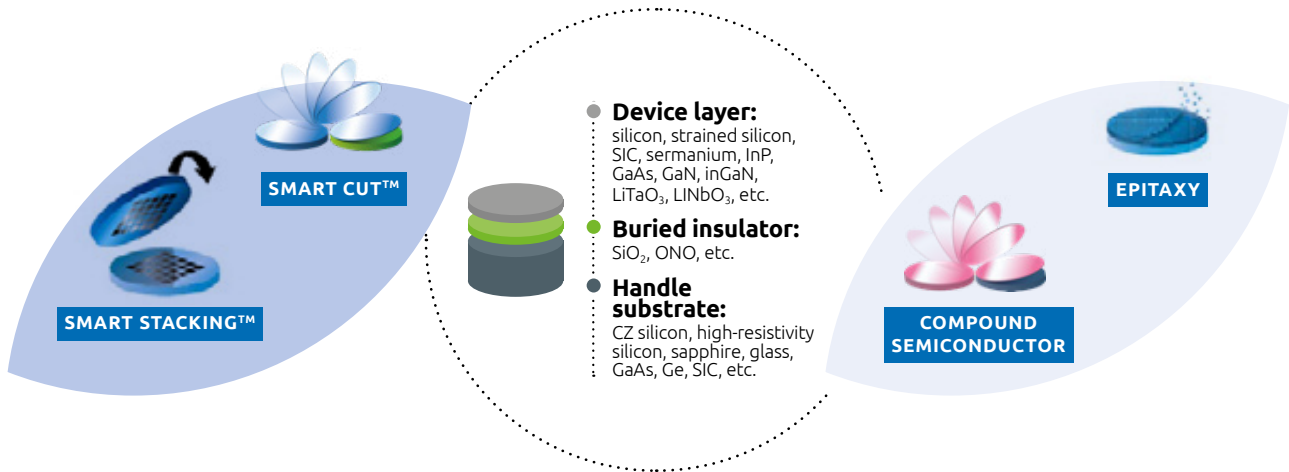 SMART CUT™
SMART STACKING™
Device layer:
silicon, strained silicon,
SIC, sermanium, InP,
GaAs, GaN, inGaN,
LiTaO₃, LINbO₃, etc.
Buried insulator:
SiO₂, ONO, etc.
Handle
substrate:
CZ silicon, high-resistivity
silicon, sapphire, glass,
GaAs, Ge, SIC, etc.
EPITAXY
COMPOUND
SEMICONDUCTOR